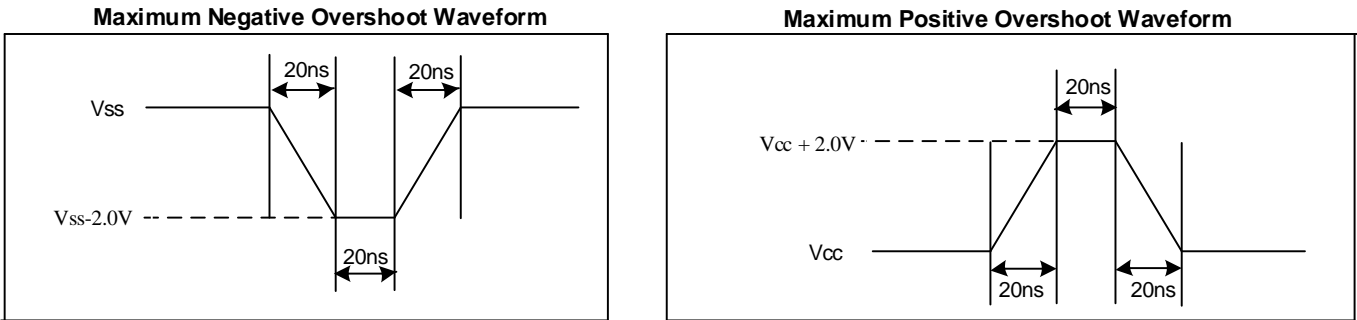 Maximum Negative Overshoot Waveform
20ns
20ns
Vss
Vss-2.0V
20ns
Maximum Positive Overshoot Waveform
20ns
Vcc + 2.0V
Vcc
20ns
20ns